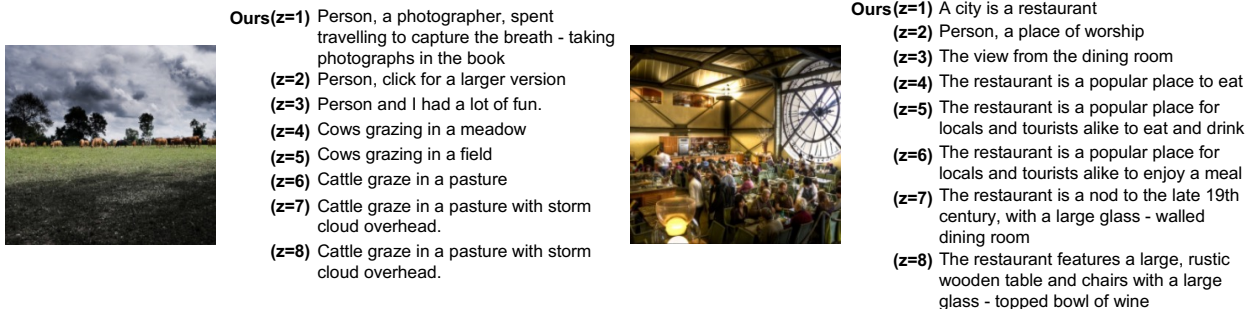 Ours(z=1) Person, a photographer, spent
travelling to capture the breath - taking
photographs in the book
(z=2) Person, click for a larger version
(z=3) Person and I had a lot of fun.
(z=4) Cows grazing in a meadow
(z=5) Cows grazing in a field
(z=6) Cattle graze in a pasture
(z=7) Cattle graze in a pasture with storm
cloud overhead.
(z=8) Cattle graze in a pasture with storm
cloud overhead.
Ours(z=1) A city is a restaurant
(z=2) Person, a place of worship
(z=3) The view from the dining room
(z=4) The restaurant is a popular place to eat
(z=5) The restaurant is a popular place for
locals and tourists alike to eat and drink
(z=6) The restaurant is a popular place for
locals and tourists alike to enjoy a meal
(z=7) The restaurant is a nod to the late 19th
century, with a large glass - walled
dining room
(z=8) The restaurant features a large, rustic
wooden table and chairs with a large
glass - topped bowl of wine